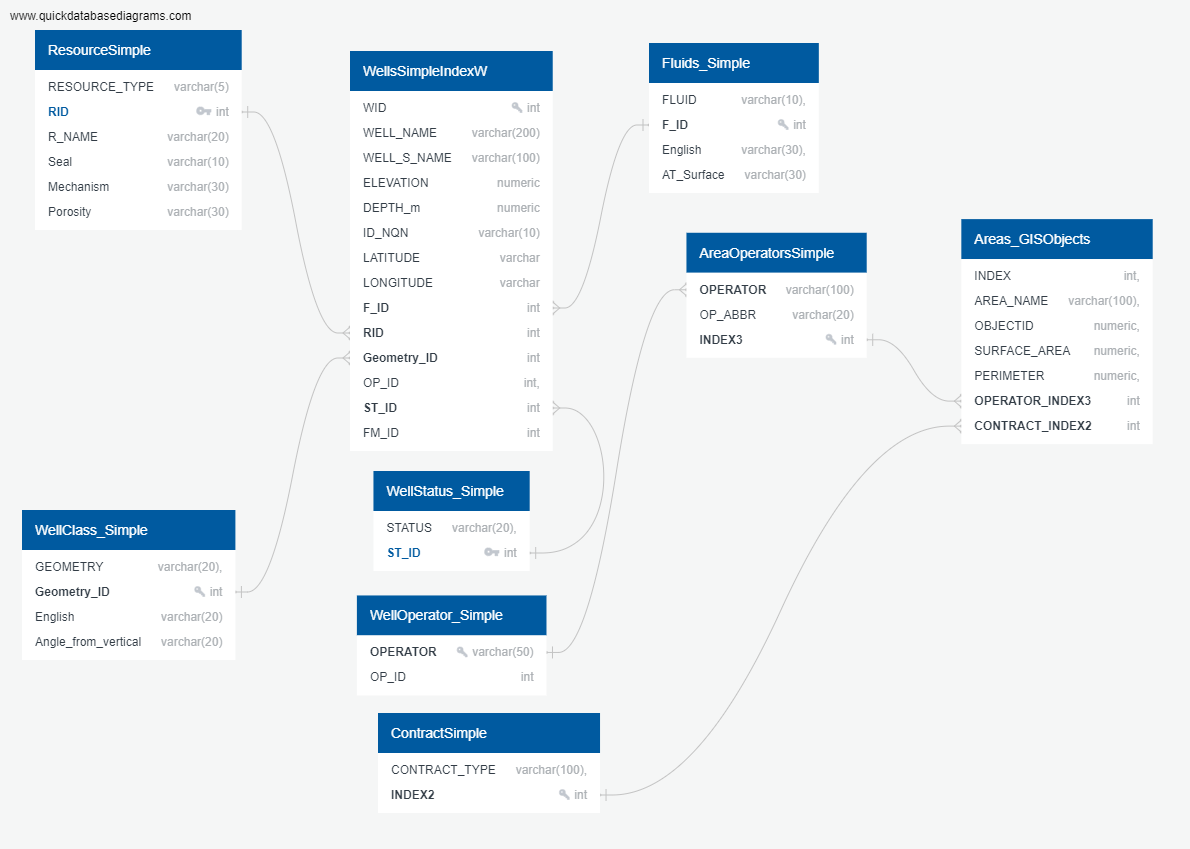 www.quickdatabasediagrams.com
ResourceSimple
RESOURCE_TYPE varchar(5)
RID int
R_NAME varchar(20)
Seal varchar(10)
Mechanism varchar(30)
Porosity varchar(30)
WellsSimpleIndexW
WID int
WELL_NAME varchar(200)
WELL_S_NAME varchar(100)
ELEVATION numeric
DEPTH_m numeric
ID_NQN varchar(10)
LATITUDE varchar
LONGITUDE varchar
F_ID int
RID int
Geometry_ID int
OP_ID int,
ST_ID int
FM_ID int
Fluids_Simple
FLUID varchar(10),
F_ID int
English varchar(30),
AT_Surface varchar(30)
AreaOperatorsSimple
OPERATOR varchar(100)
OP_ABBR varchar(20)
INDEX3 int
Areas_GISObjects
INDEX int,
AREA_NAME varchar(100),
OBJECTID numeric,
SURFACE_AREA numeric,
PERIMETER numeric,
OPERATOR_INDEX3 int
CONTRACT_INDEX2 int
WellStatus_Simple
STATUS varchar(20),
ST_ID int
WellClass_Simple
GEOMETRY varchar(20),
Geometry_ID int
English varchar(20)
Angle_from_vertical varchar(20)
WellOperator_Simple
OPERATOR varchar(50)
OP_ID int
ContractSimple
CONTRACT_TYPE varchar(100),
INDEX2 int